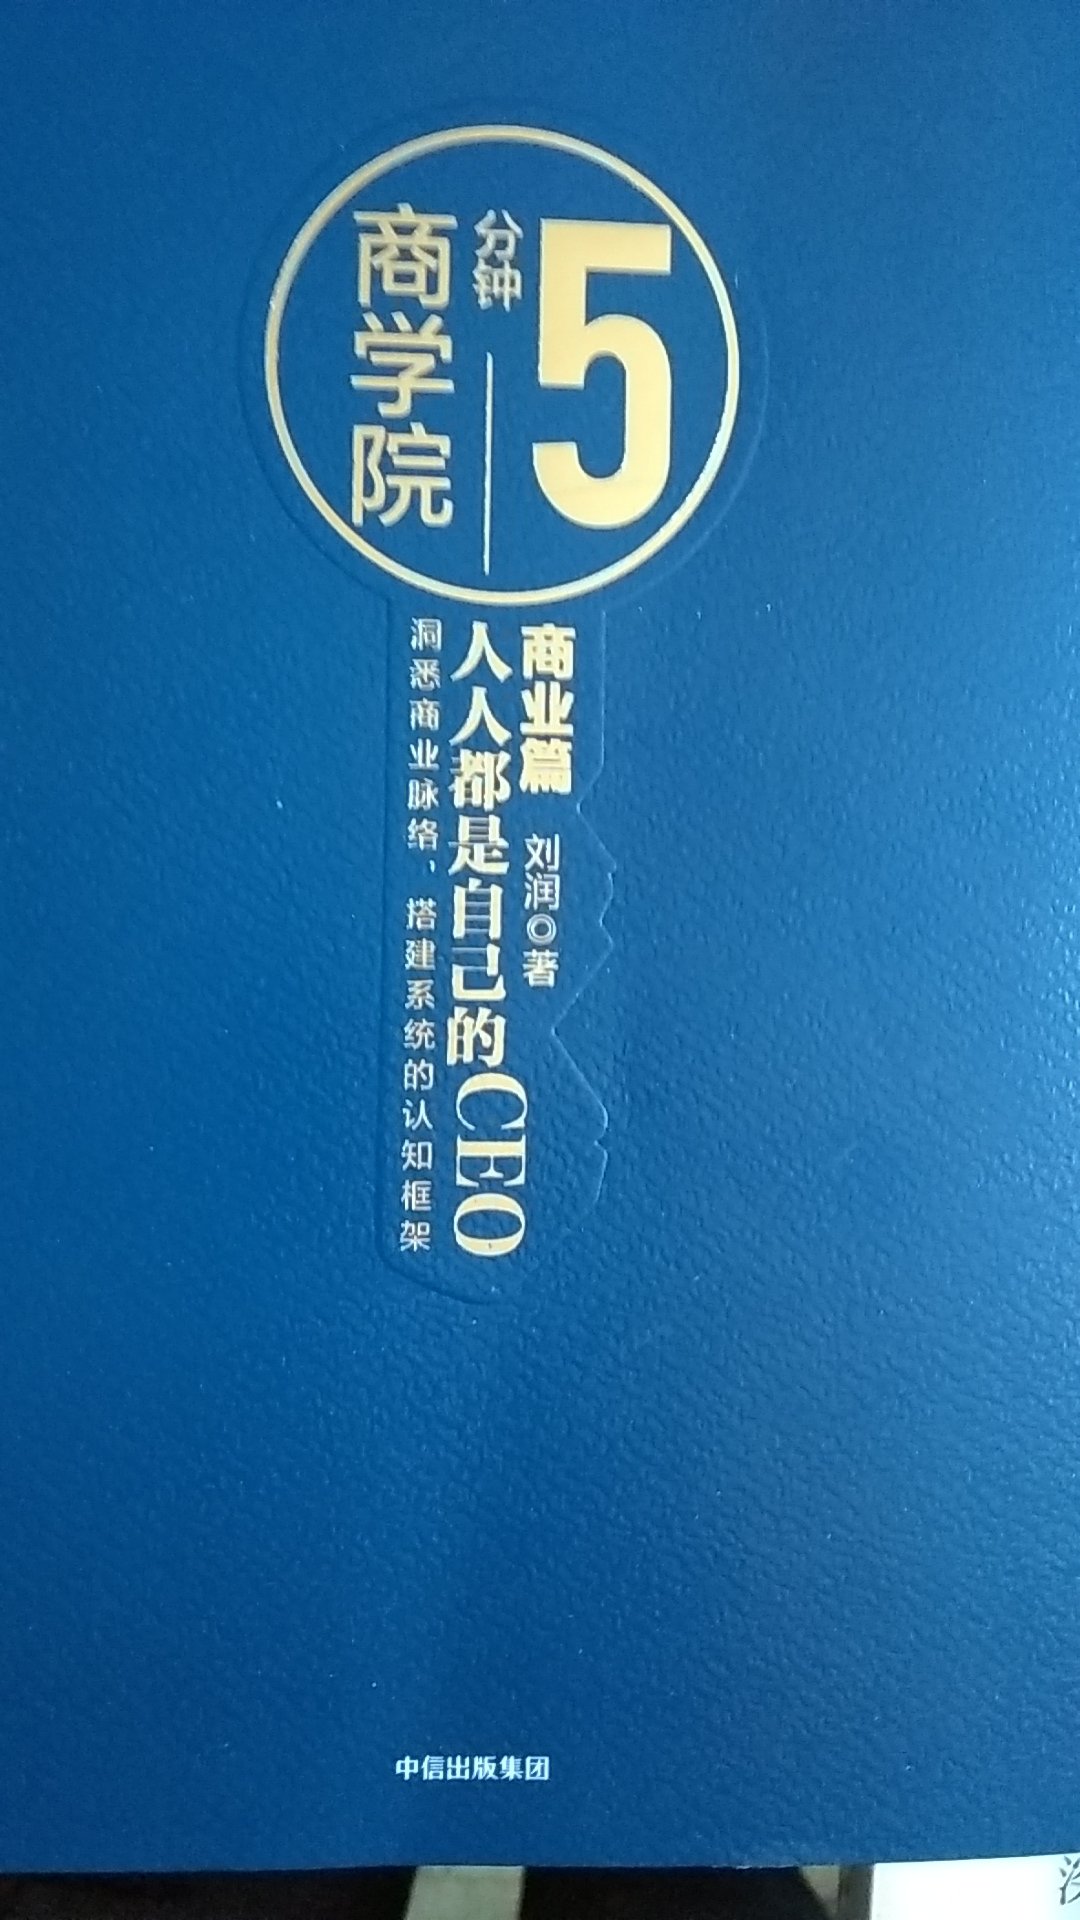 5
分钟
商学院
商业篇 刘润◎著
人人都是自己的CEO
洞悉商业脉络，搭建系统的认知框架
中信出版集团